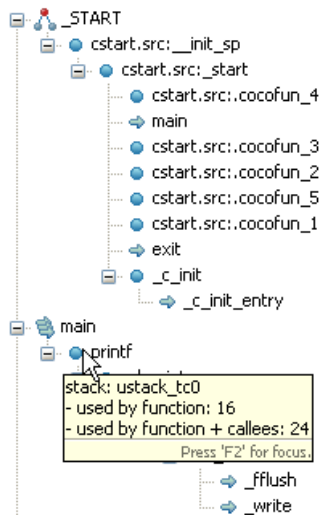 _START
cstart.src:__init_sp
cstart.src:_start
cstart.src:.cocofun_4
main
cstart.src:.cocofun_3
cstart.src:.cocofun_2
cstart.src:.cocofun_5
cstart.src:.cocofun_1
exit
_c_init
_c_init_entry
main
printf
stack: ustack_tc0
- used by function: 16
- used by function + callees: 24
Press 'F2' for focus.
_fflush
_write